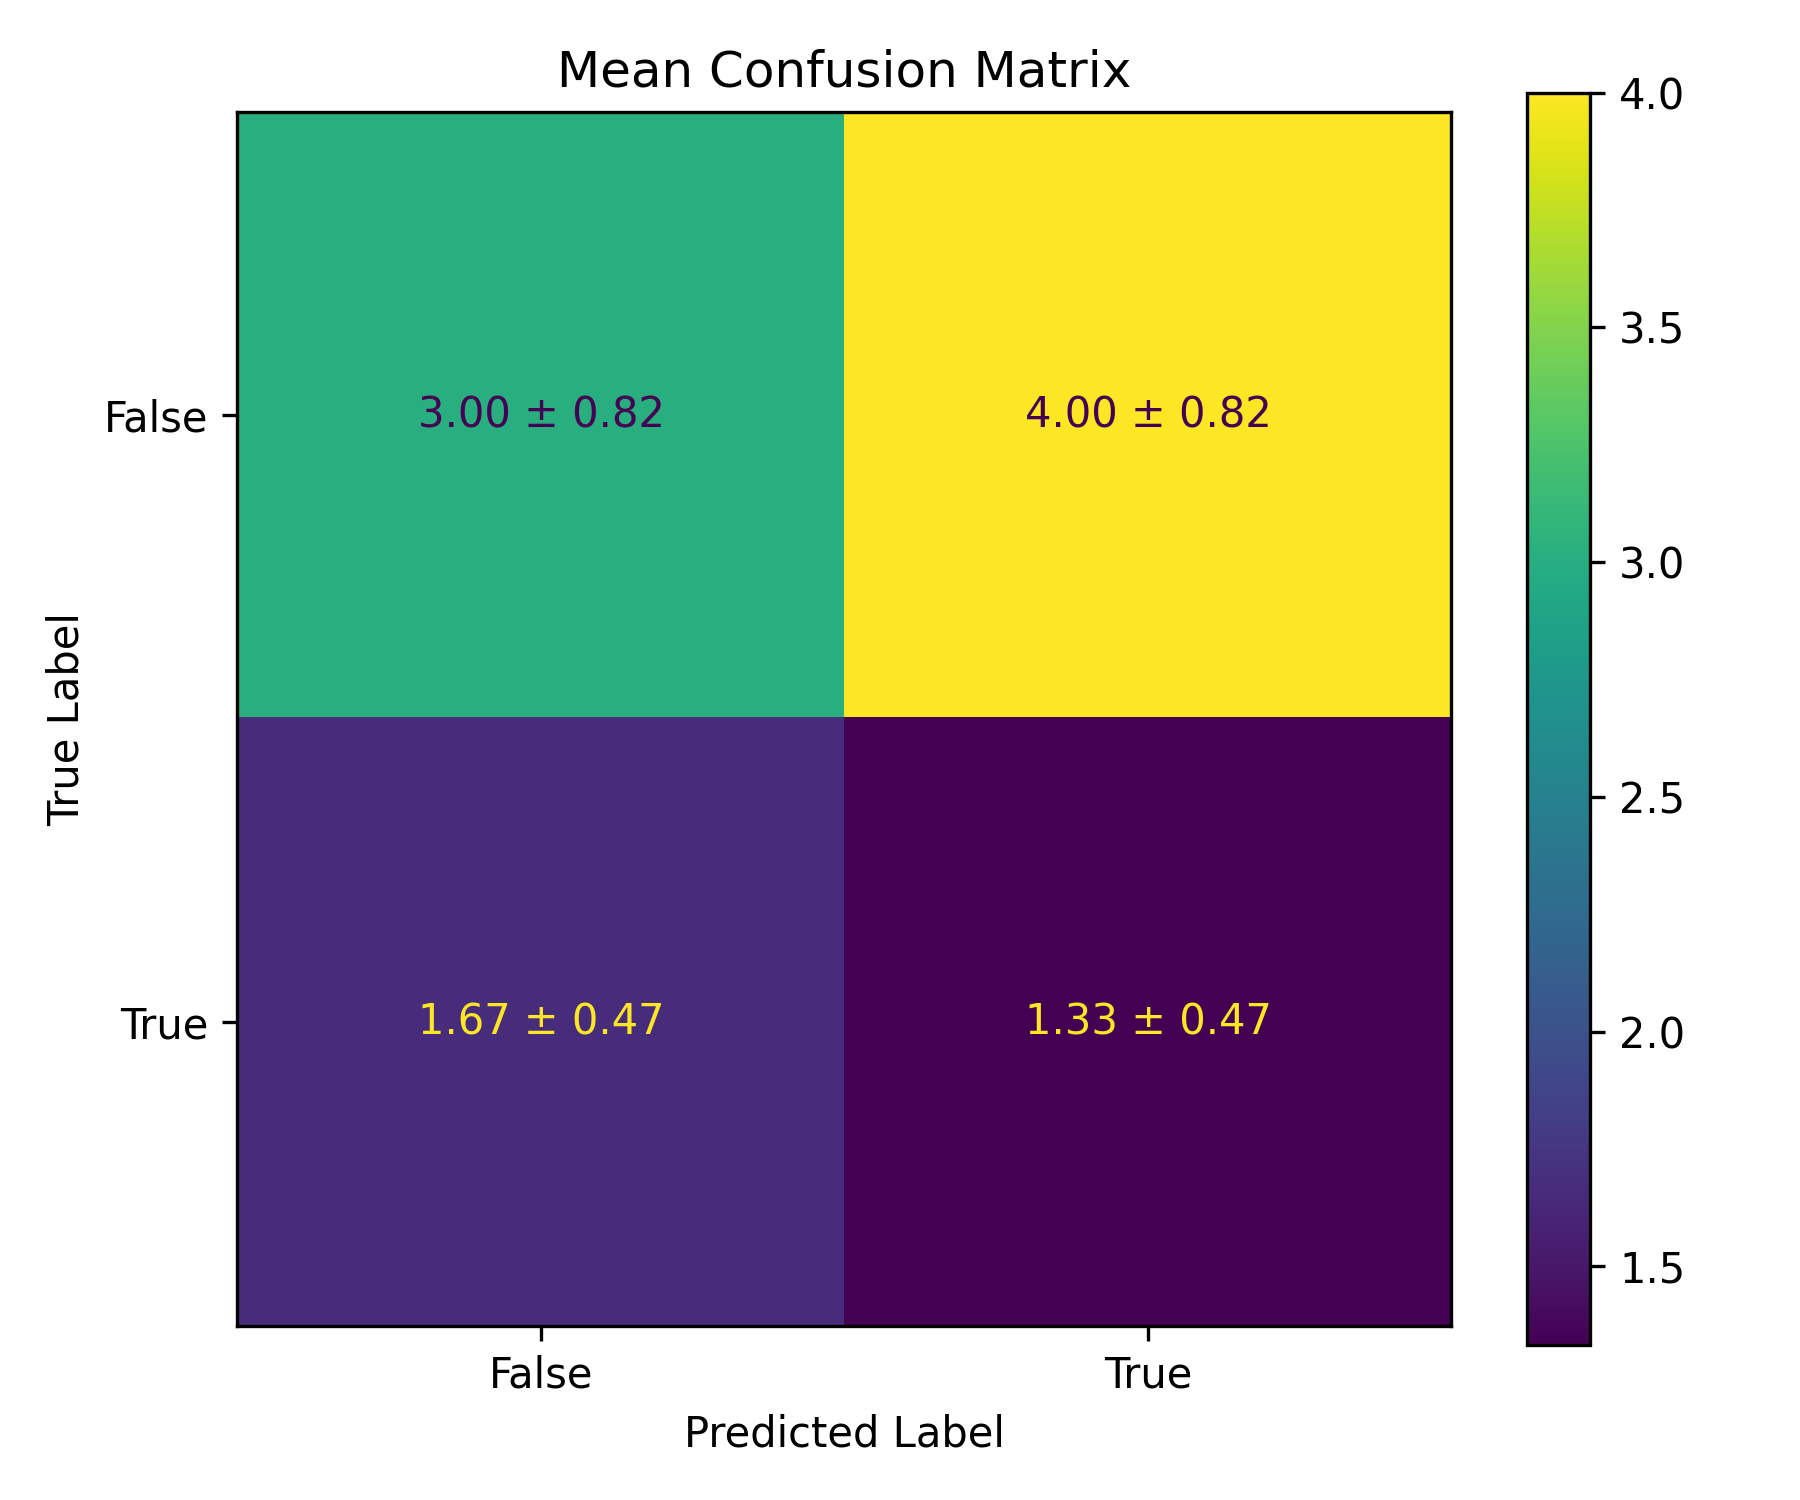 Mean Confusion Matrix
4.0
3.5
3.0
2.5
2.0
1.5
True Label
False
True
3.00 ± 0.82
4.00 ± 0.82
1.67 ± 0.47
1.33 ± 0.47
False
True
Predicted Label